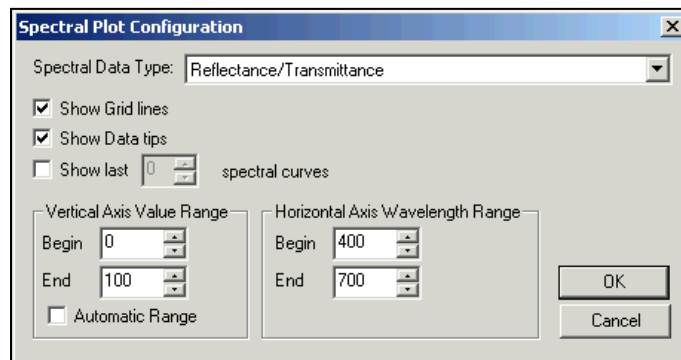 Spectral Plot Configuration
Spectral Data Type: Reflectance/Transmittance
Show Grid lines
Show Data tips
Show last 0 spectral curves
Vertical Axis Value Range
Begin 0
End 100
Automatic Range
Horizontal Axis Wavelength Range
Begin 400
End 700
OK
Cancel